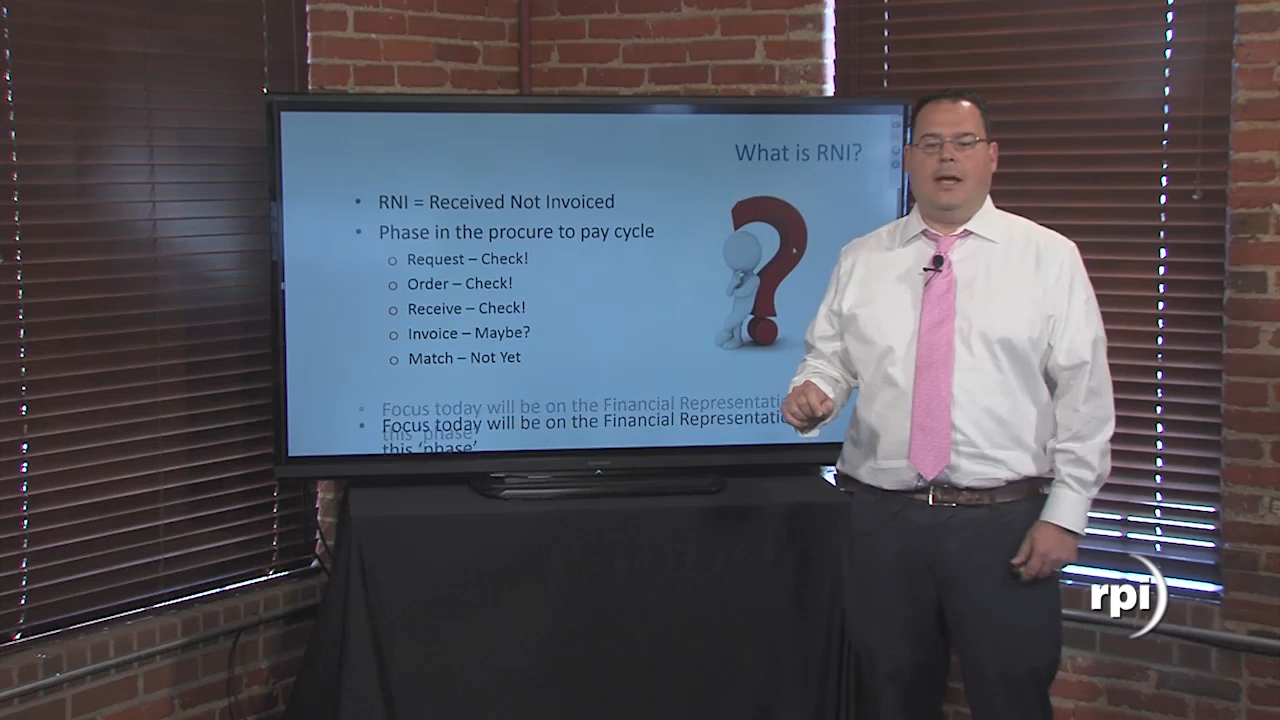 What is RNI?
• RNI = Received Not Invoiced
• Phase in the procure to pay cycle
o Request – Check!
o Order – Check!
o Receive – Check!
o Invoice – Maybe?
o Match – Not Yet
• Focus today will be on the Financial
this 'phase'
• Focus today will be on the Financial
this 'phase'
rpi